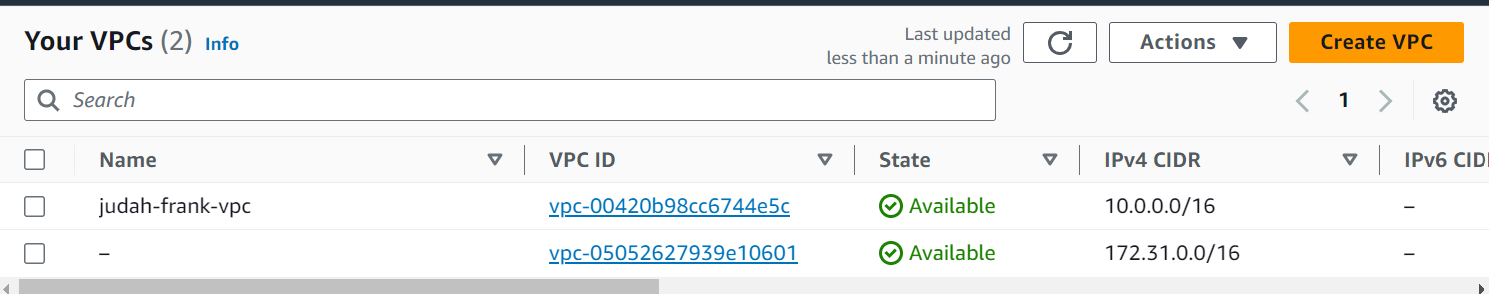 Your VPCs (2) Info
Last updated
less than a minute ago
Actions
Create VPC
Search
1
Name VPC ID State IPv4 CIDR IPv6 CID
judah-frank-vpc vpc-00420b98cc6744e5c Available 10.0.0.0/16 –
– vpc-05052627939e10601 Available 172.31.0.0/16 –